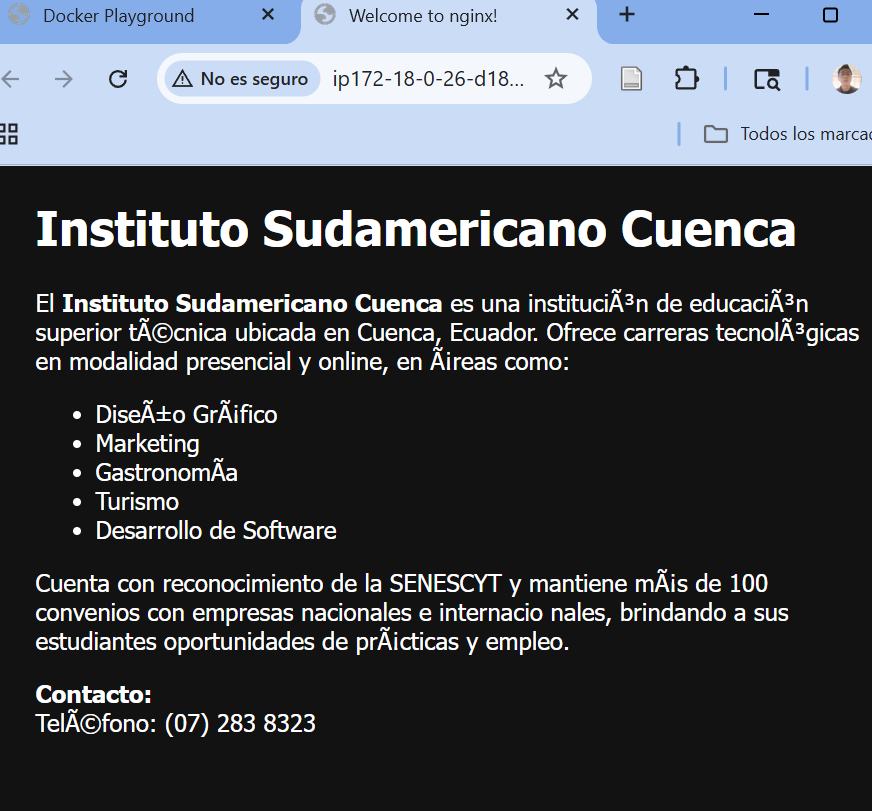 Docker Playground
Welcome to nginx!
No es seguro
ip172-18-0-26-d18...
Todos los marcad
Instituto Sudamericano Cuenca
El Instituto Sudamericano Cuenca es una instituciÃ³n de educaciÃ³n
superior tÃ©cnica ubicada en Cuenca, Ecuador. Ofrece carreras tecnolÃ³gicas
en modalidad presencial y online, en Ã¡reas como:
• DiseÃ±o GrÃ¡fico
• Marketing
• GastronomÃ­a
• Turismo
• Desarrollo de Software
Cuenta con reconocimiento de la SENESCYT y mantiene mÃ¡s de 100
convenios con empresas nacionales e internacio nales, brindando a sus
estudiantes oportunidades de prÃ¡cticas y empleo.
Contacto:
TelÃ©fono: (07) 283 8323